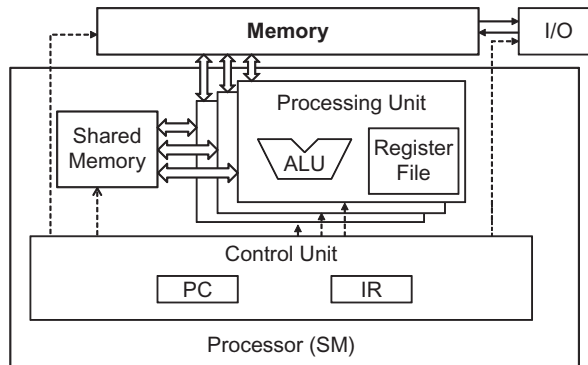 Memory
I/O
Processing Unit
Shared
Memory
ALU
Register
File
Control Unit
PC
IR
Processor (SM)